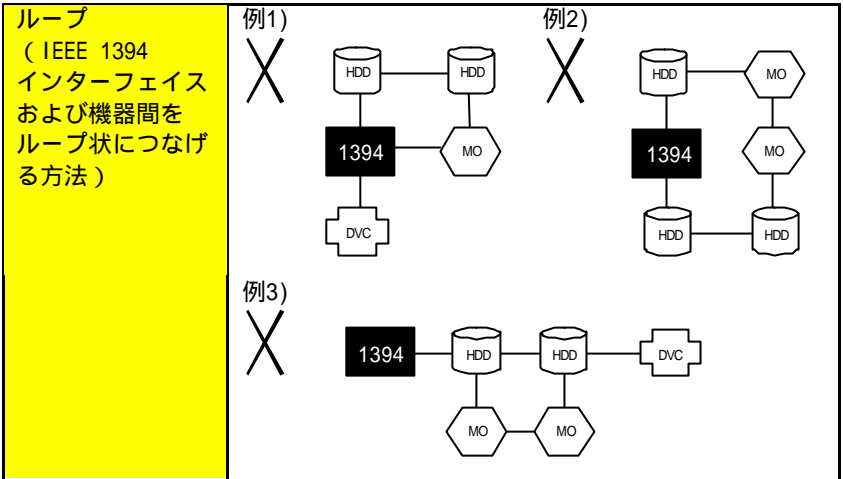 ループ
（IEEE 1394
インターフェイス
および機器間を
ループ状につなげ
る方法）
例1)
HDD HDD
1394 MO
DVC
例2)
HDD MO
1394 MO
HDD HDD
例3)
1394 HDD HDD DVC
MO MO